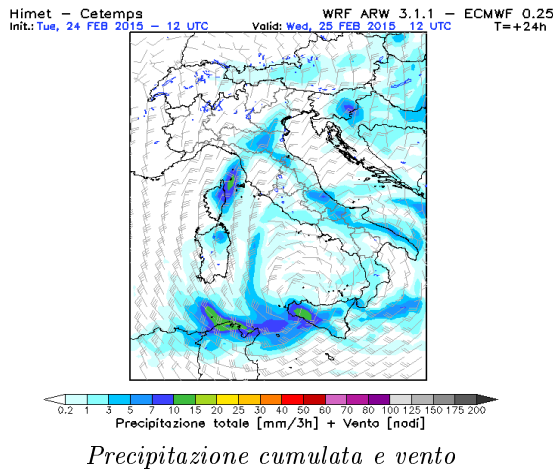 Himet - Cetemps WRF ARW 3.1.1 - ECMWF 0.25
Init.: Tue, 24 FEB 2015 - 12 UTC Valid: Wed, 25 FEB 2015 12 UTC T=+24h
0.2 1 3 5 7 10 15 20 25 30 40 50 60 70 80 100 125 150 175 200
Precipitazione totale [mm/3h] + Vento [nodi]
Precipitazione cumulata e vento